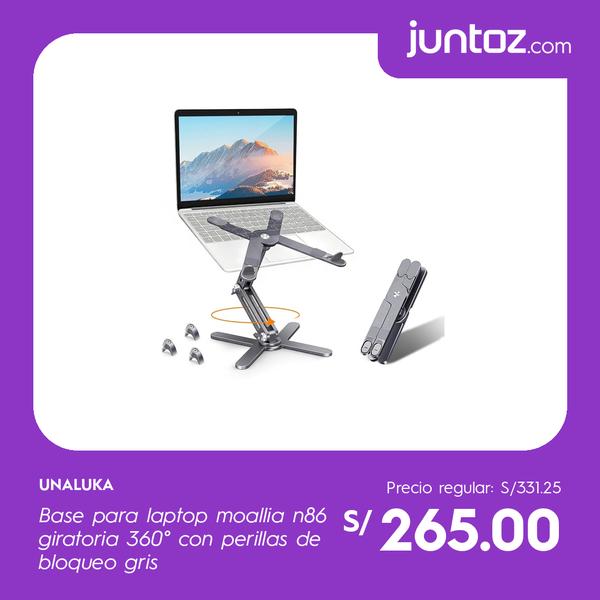 juntoz.com
UNALUKA
Base para laptop moallia n86
giratoria 360° con perillas de
bloqueo gris
Precio regular: S/331.25
S/ 265.00